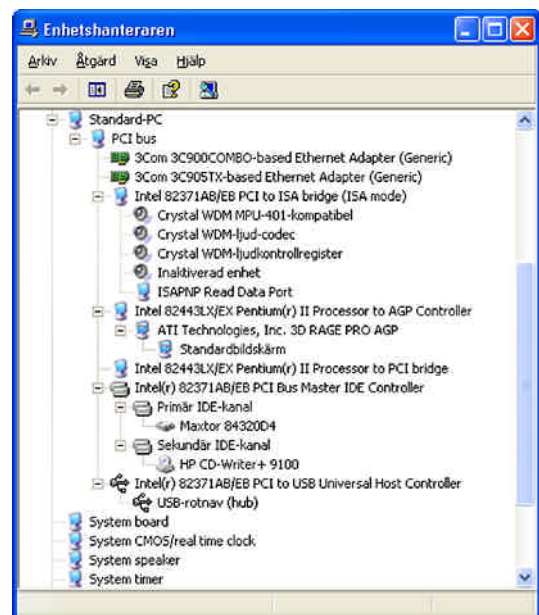 Enhetshanteraren
Arkiv Åtgärd Visa Hjälp
Standard-PC
PCI bus
3Com 3C900COMBO-based Ethernet Adapter (Generic)
3Com 3C905TX-based Ethernet Adapter (Generic)
Intel 82371AB/EB PCI to ISA bridge (ISA mode)
Crystal WDM MPU-401-kompatibel
Crystal WDM-ljud-codec
Crystal WDM-ljudkontrollregister
Inaktiverad enhet
ISAPNP Read Data Port
Intel 82443LX/EX Pentium(r) II Processor to AGP Controller
ATI Technologies, Inc. 3D RAGE PRO AGP
Standardbildskärm
Intel 82443LX/EX Pentium(r) II Processor to PCI bridge
Intel(r) 82371AB/EB PCI Bus Master IDE Controller
Primär IDE-kanal
Maxtor 84320D4
Sekundär IDE-kanal
HP CD-Writer+ 9100
Intel(r) 82371AB/EB PCI to USB Universal Host Controller
USB-rotnav (hub)
System board
System CMOS/real time clock
System speaker
System timer